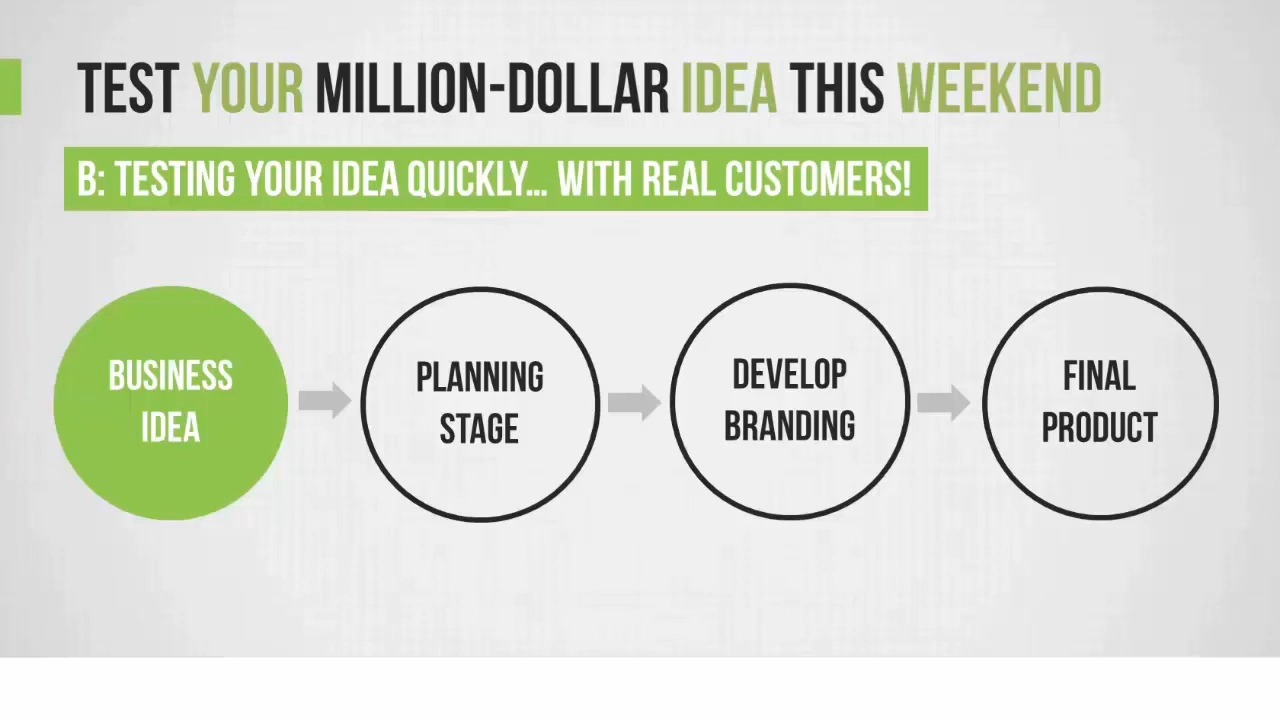 TEST YOUR MILLION-DOLLAR IDEA THIS WEEKEND
B: TESTING YOUR IDEA QUICKLY... WITH REAL CUSTOMERS!
BUSINESS
IDEA
PLANNING
STAGE
DEVELOP
BRANDING
FINAL
PRODUCT